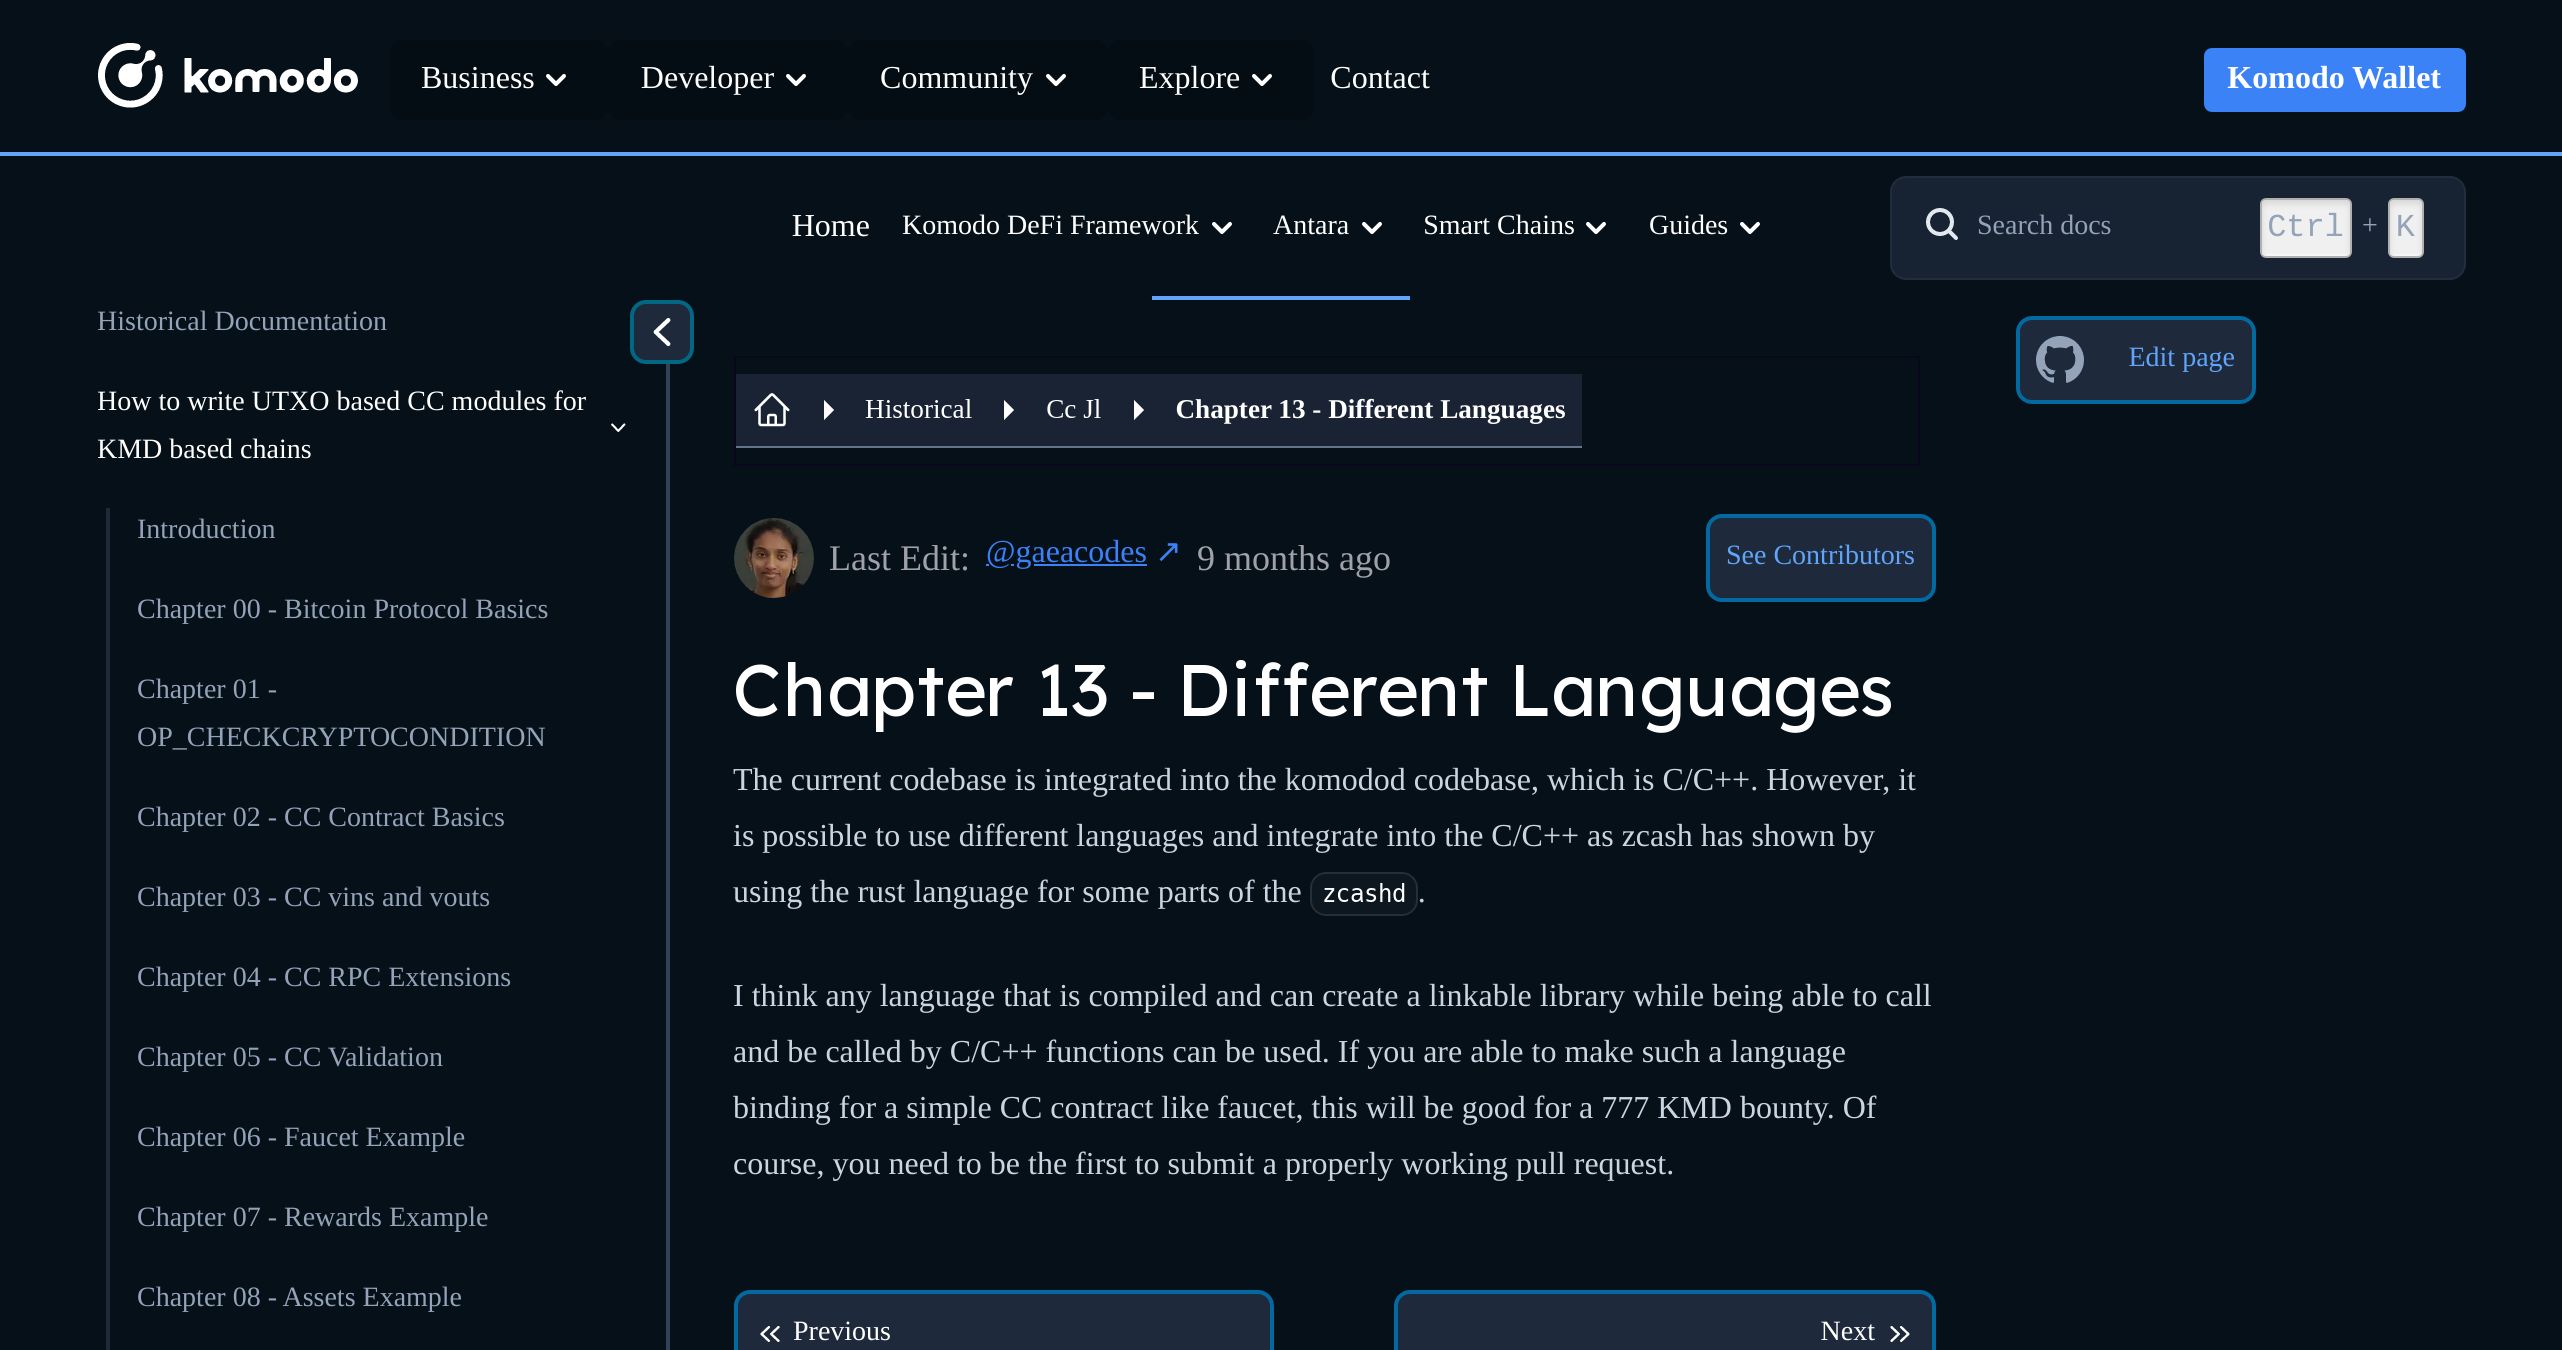 komodo
Business
Developer
Community
Explore
Contact
Komodo Wallet
Home
Komodo DeFi Framework
Antara
Smart Chains
Guides
Search docs
Ctrl + K
Historical Documentation
How to write UTXO based CC modules for
KMD based chains
Introduction
Chapter 00 - Bitcoin Protocol Basics
Chapter 01 -
OP_CHECKCRYPTOCONDITION
Chapter 02 - CC Contract Basics
Chapter 03 - CC vins and vouts
Chapter 04 - CC RPC Extensions
Chapter 05 - CC Validation
Chapter 06 - Faucet Example
Chapter 07 - Rewards Example
Chapter 08 - Assets Example
Edit page
Historical
Cc Jl
Chapter 13 - Different Languages
Last Edit: @gaeacodes ↗ 9 months ago
See Contributors
Chapter 13 - Different Languages
The current codebase is integrated into the komodod codebase, which is C/C++. However, it
is possible to use different languages and integrate into the C/C++ as zcash has shown by
using the rust language for some parts of the zcashd.
I think any language that is compiled and can create a linkable library while being able to call
and be called by C/C++ functions can be used. If you are able to make such a language
binding for a simple CC contract like faucet, this will be good for a 777 KMD bounty. Of
course, you need to be the first to submit a properly working pull request.
Previous
Next